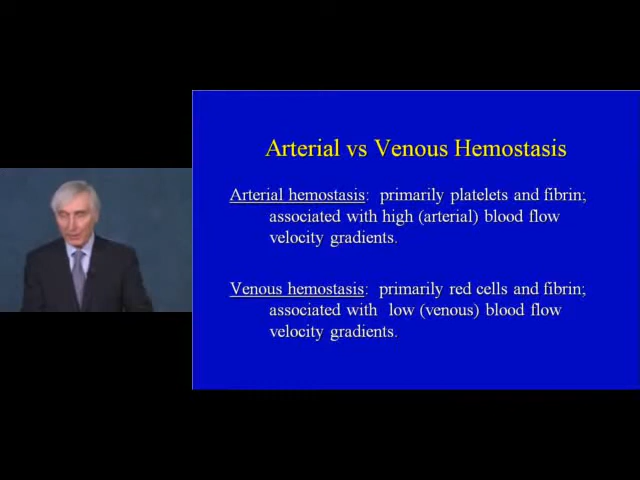 Arterial vs Venous Hemostasis
Arterial hemostasis: primarily platelets and fibrin;
associated with high (arterial) blood flow
velocity gradients.
Venous hemostasis: primarily red cells and fibrin;
associated with low (venous) blood flow
velocity gradients.